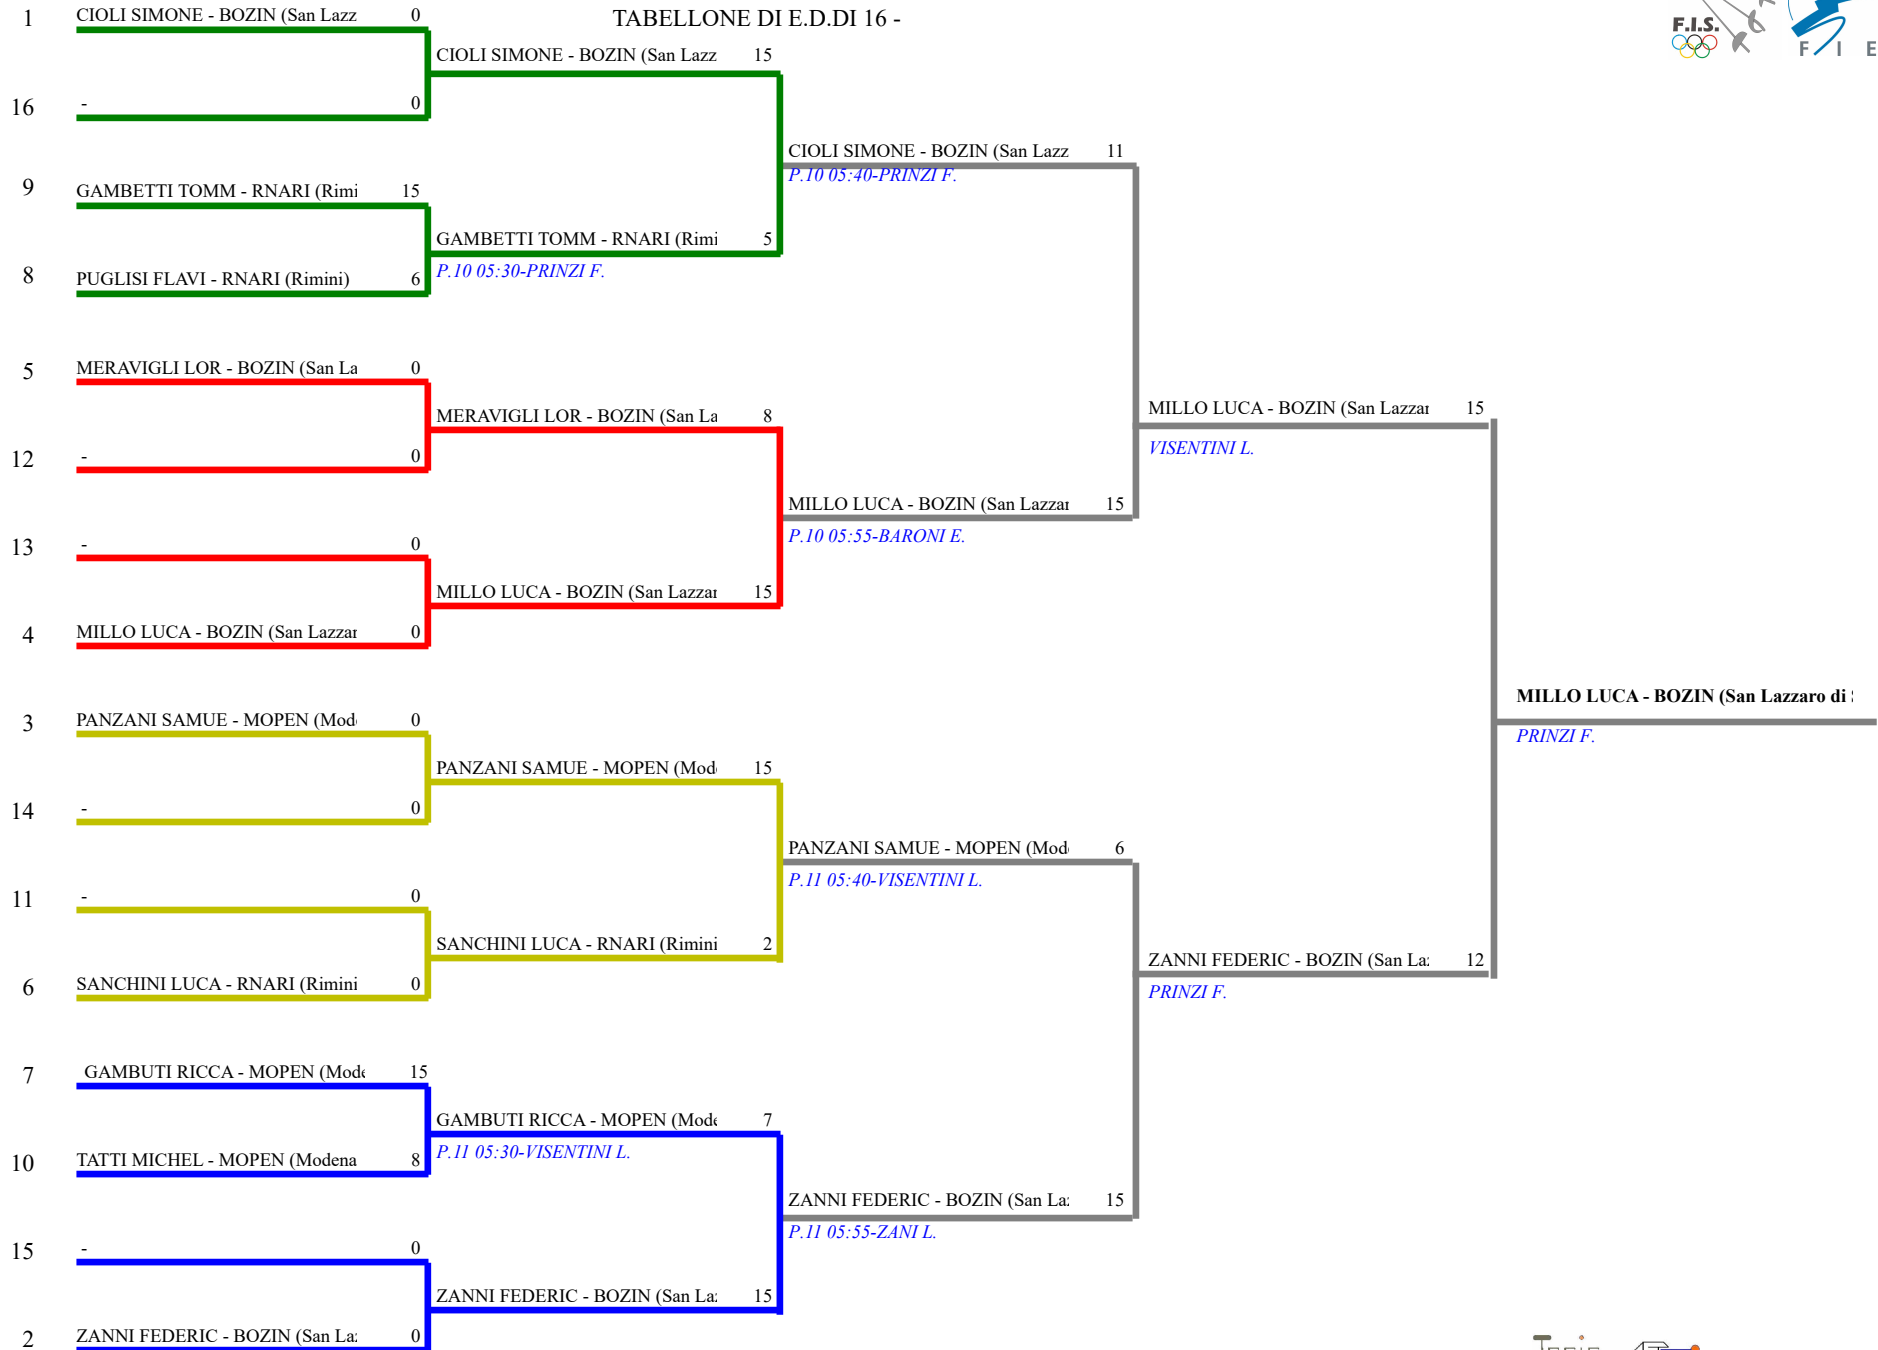 TABELLONE DI E.D.DI 16 -
F.I.S.
F I E
1 CIOLI SIMONE - BOZIN (San Lazz 0
CIOLI SIMONE - BOZIN (San Lazz 15
16 - 0
CIOLI SIMONE - BOZIN (San Lazz 11
P.10 05:40-PRINZI F.
9 GAMBETTI TOMM - RNARI (Rimi 15
GAMBETTI TOMM - RNARI (Rimi 5
P.10 05:30-PRINZI F.
8 PUGLISI FLAVI - RNARI (Rimini) 6
5 MERAVIGLI LOR - BOZIN (San La 0
MERAVIGLI LOR - BOZIN (San La 8
MILLO LUCA - BOZIN (San Lazzar 15
VISENTINI L.
12 - 0
MILLO LUCA - BOZIN (San Lazzar 15
P.10 05:55-BARONI E.
13 - 0
MILLO LUCA - BOZIN (San Lazzar 15
4 MILLO LUCA - BOZIN (San Lazzar 0
MILLO LUCA - BOZIN (San Lazzaro di
PRINZI F.
3 PANZANI SAMUE - MOPEN (Mod 0
PANZANI SAMUE - MOPEN (Mod 15
14 - 0
PANZANI SAMUE - MOPEN (Mod 6
P.11 05:40-VISENTINI L.
11 - 0
SANCHINI LUCA - RNARI (Rimini 2
ZANNI FEDERIC - BOZIN (San La 12
PRINZI F.
6 SANCHINI LUCA - RNARI (Rimini 0
7 GAMBUTI RICCA - MOPEN (Mode 15
GAMBUTI RICCA - MOPEN (Mode 7
P.11 05:30-VISENTINI L.
10 TATTI MICHEL - MOPEN (Modena 8
ZANNI FEDERIC - BOZIN (San La 15
P.11 05:55-ZANI L.
15 - 0
ZANNI FEDERIC - BOZIN (San La 15
2 ZANNI FEDERIC - BOZIN (San La 0